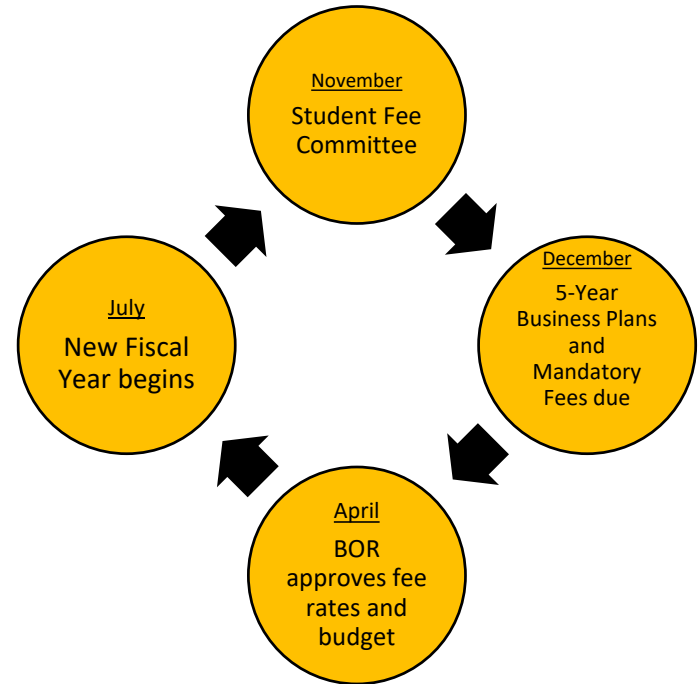 November
Student Fee
Committee
December
5-Year
Business Plans
and
Mandatory
Fees due
April
BOR
approves fee
rates and
budget
July
New Fiscal
Year begins